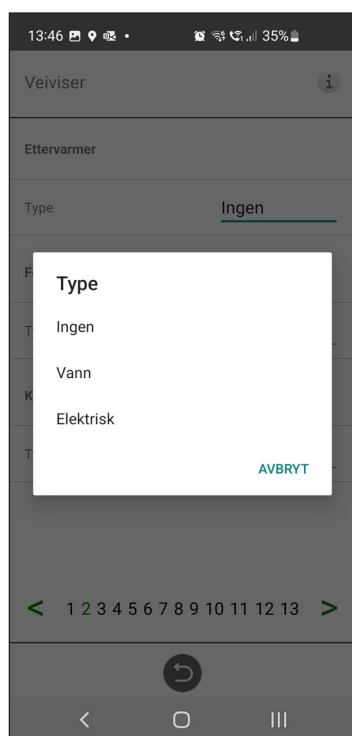 13:46 35%
Veiviser i
Ettervarmer
Type Ingen
F
Type
Ingen
T
Vann
K
Elektrisk
T
AVBRYT
< 1 2 3 4 5 6 7 8 9 10 11 12 13 >